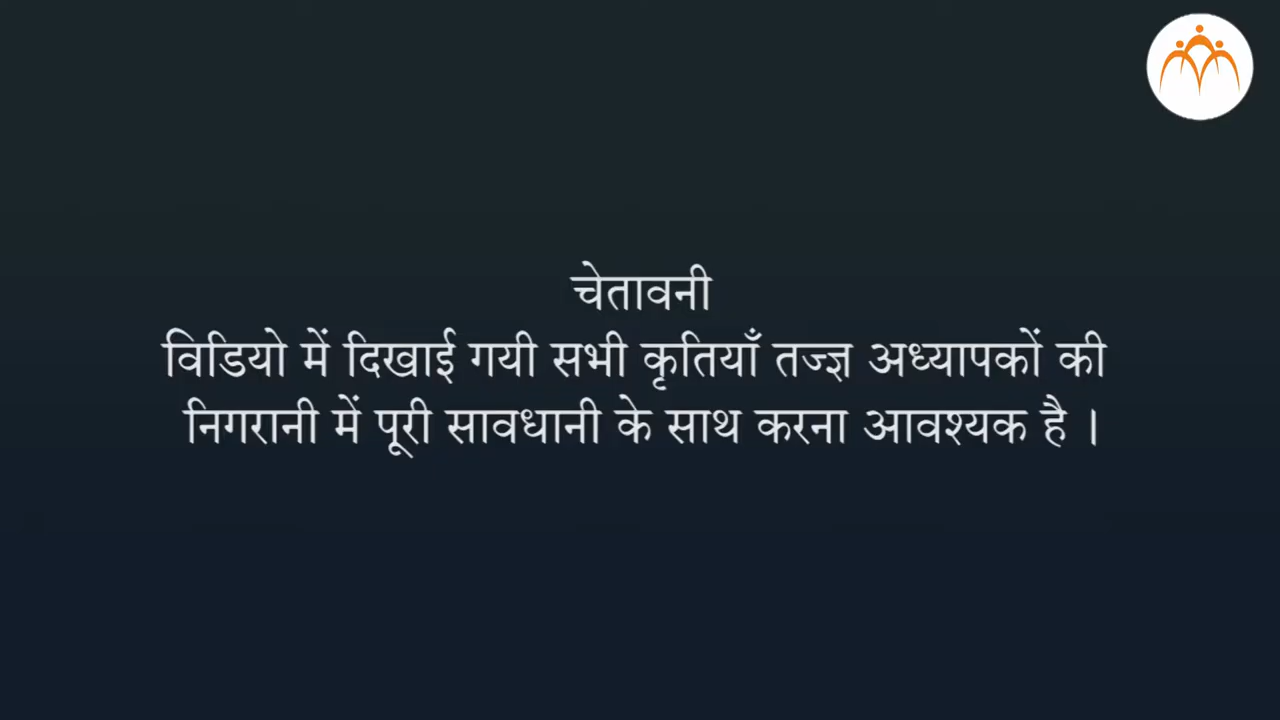 चेतावनी
विडियो में दिखाई गयी सभी कृतियाँ तज्ज्ञ अध्यापकों की
निगरानी में पूरी सावधानी के साथ करना आवश्यक है ।